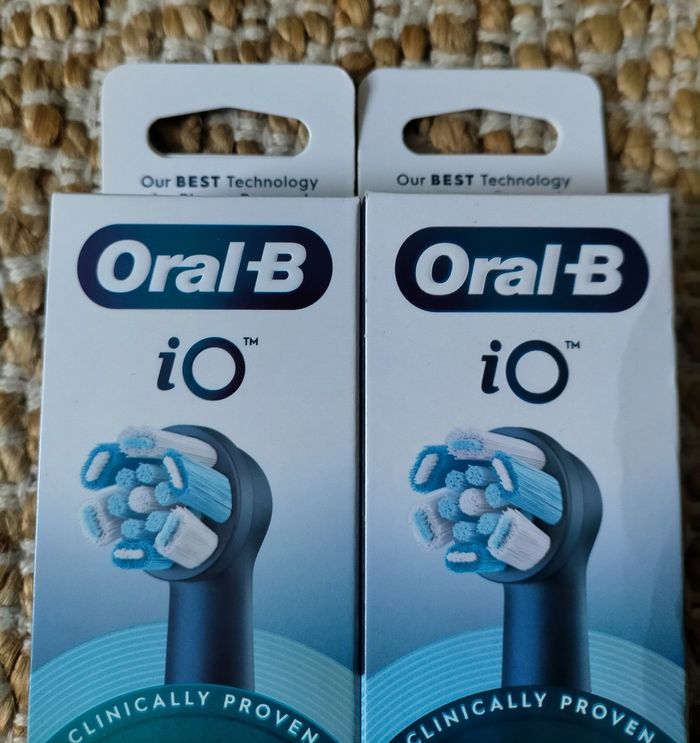 Our BEST Technology
Oral-B
iO™
CLINICALLY PROVEN
Our BEST Technology
Oral-B
iO™
CLINICALLY PROVEN